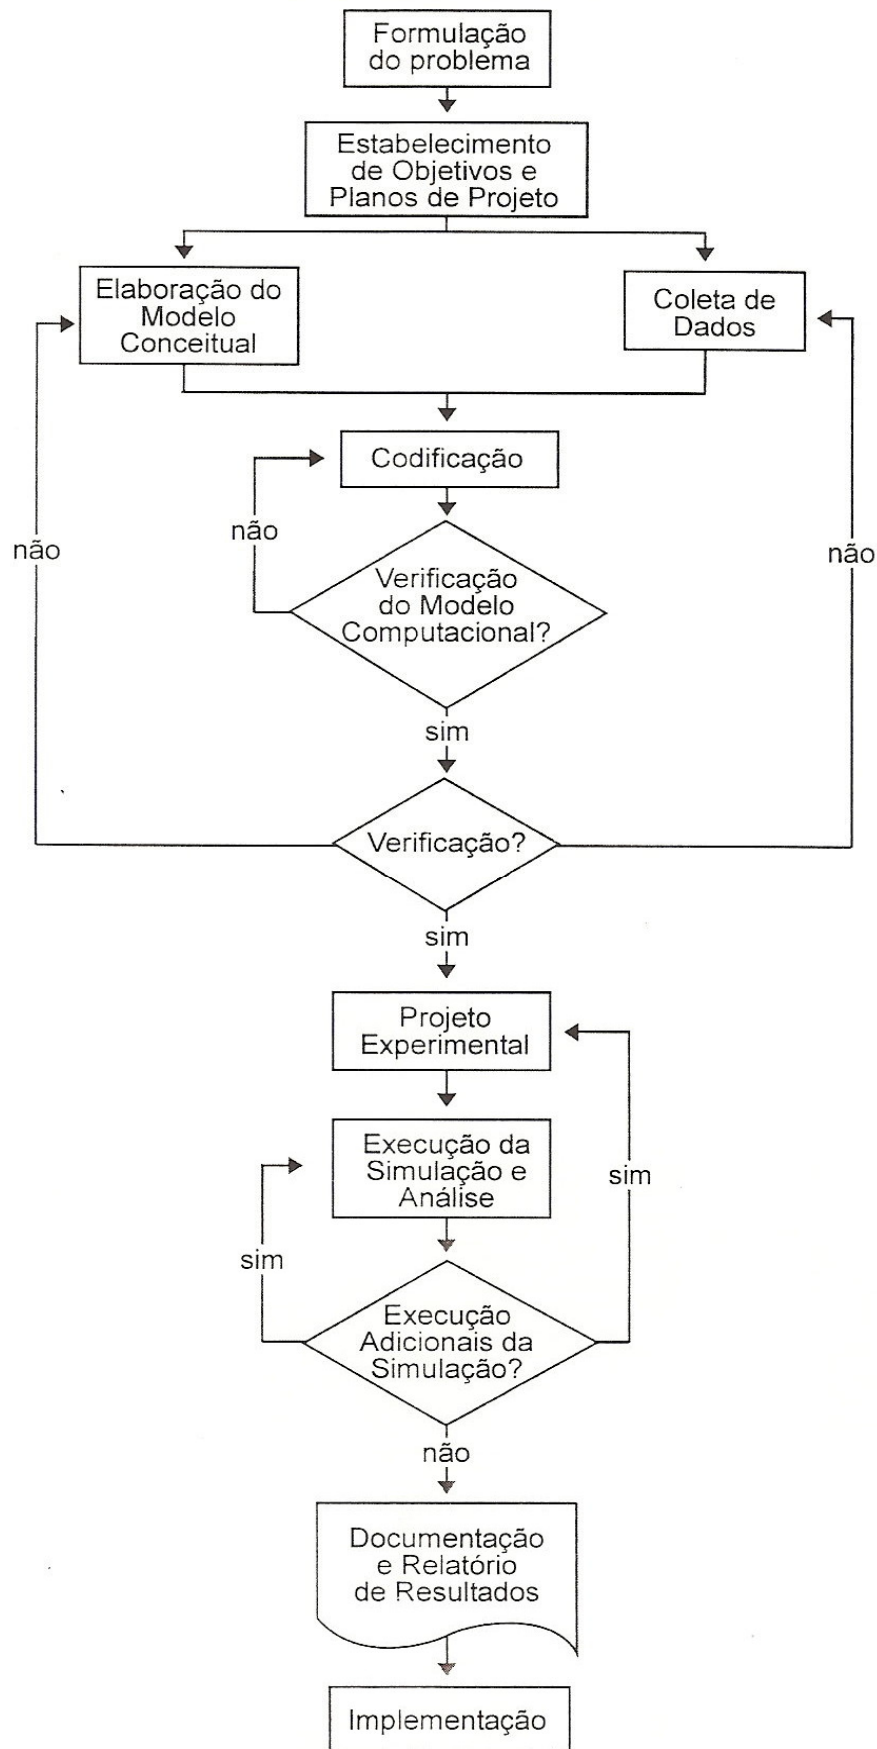 Formulação
do problema
Estabelecimento
de Objetivos e
Planos de Projeto
Elaboração do
Modelo
Conceitual
Coleta de
Dados
Codificação
não
não
não
Verificação
do Modelo
Computacional?
sim
Verificação?
sim
Projeto
Experimental
Execução da
Simulação e
Análise
sim
sim
Execução
Adicionais da
Simulação?
não
Documentação
e Relatório
de Resultados
Implementação